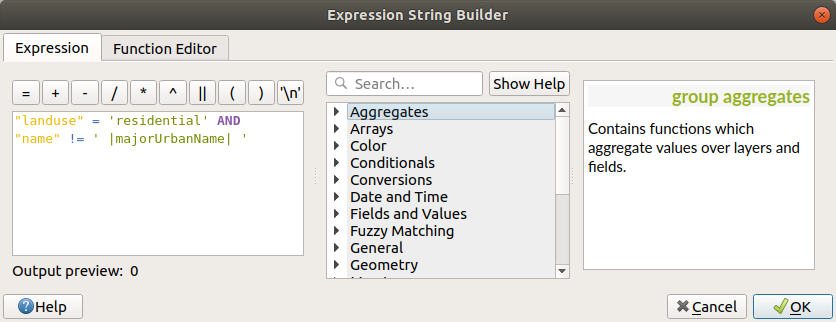 Expression String Builder
Expression
Function Editor
= + - / * ^ || ( ) '\n'
"landuse" = 'residential' AND
"name" != ' |majorUrbanName| '
Output preview: 0
Search...
Show Help
Aggregates
Arrays
Color
Conditionals
Conversions
Date and Time
Fields and Values
Fuzzy Matching
General
Geometry
group aggregates
Contains functions which
aggregate values over layers and
fields.
Help
Cancel
OK